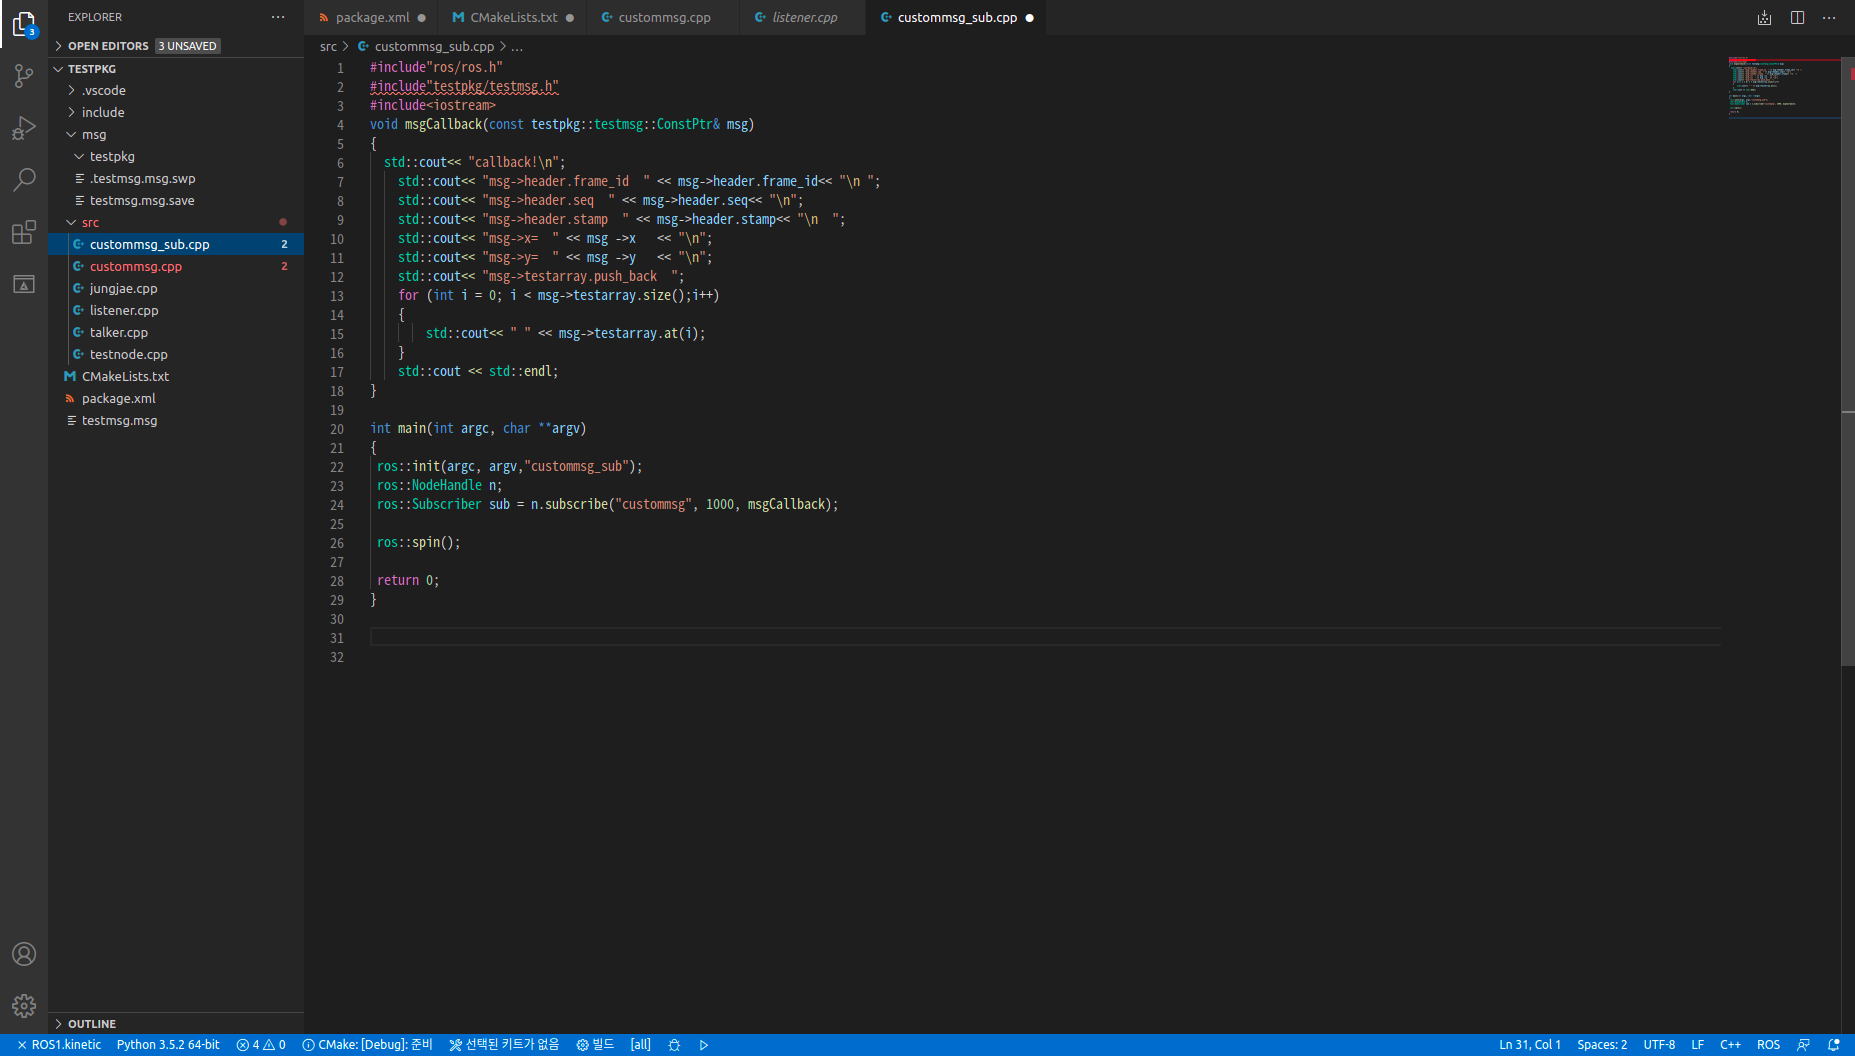 EXPLORER ...
3
OPEN EDITORS 3 UNSAVED
TESTPKG
.vscode
include
msg
testpkg
.testmsg.msg.swp
testmsg.msg.save
src
custommsg_sub.cpp 2
custommsg.cpp 2
jungjae.cpp
listener.cpp
talker.cpp
testnode.cpp
CMakeLists.txt
package.xml
testmsg.msg
OUTLINE
package.xml CMakeLists.txt custommsg.cpp listener.cpp custommsg_sub.cpp
src > custommsg_sub.cpp > ...
1 #include"ros/ros.h"
2 #include"testpkg/testmsg.h"
3 #include<iostream>
4 void msgCallback(const testpkg::testmsg::ConstPtr& msg)
5 {
6 std::cout<< "callback!\n";
7 std::cout<< "msg->header.frame_id  " << msg->header.frame_id<< "\n ";
8 std::cout<< "msg->header.seq  " << msg->header.seq<< "\n";
9 std::cout<< "msg->header.stamp  " << msg->header.stamp<< "\n  ";
10 std::cout<< "msg->x=  " << msg ->x   << "\n";
11 std::cout<< "msg->y=  " << msg ->y   << "\n";
12 std::cout<< "msg->testarray.push_back  ";
13 for (int i = 0; i < msg->testarray.size();i++)
14 {
15 std::cout<< " " << msg->testarray.at(i);
16 }
17 std::cout << std::endl;
18 }
19
20 int main(int argc, char **argv)
21 {
22 ros::init(argc, argv,"custommsg_sub");
23 ros::NodeHandle n;
24 ros::Subscriber sub = n.subscribe("custommsg", 1000, msgCallback);
25
26 ros::spin();
27
28 return 0;
29 }
30
31
32
ROS1.kinetic Python 3.5.2 64-bit 4 0 CMake: [Debug]: 준비 선택된 키트가 없음 빌드 [all] Ln 31, Col 1 Spaces: 2 UTF-8 LF C++ ROS